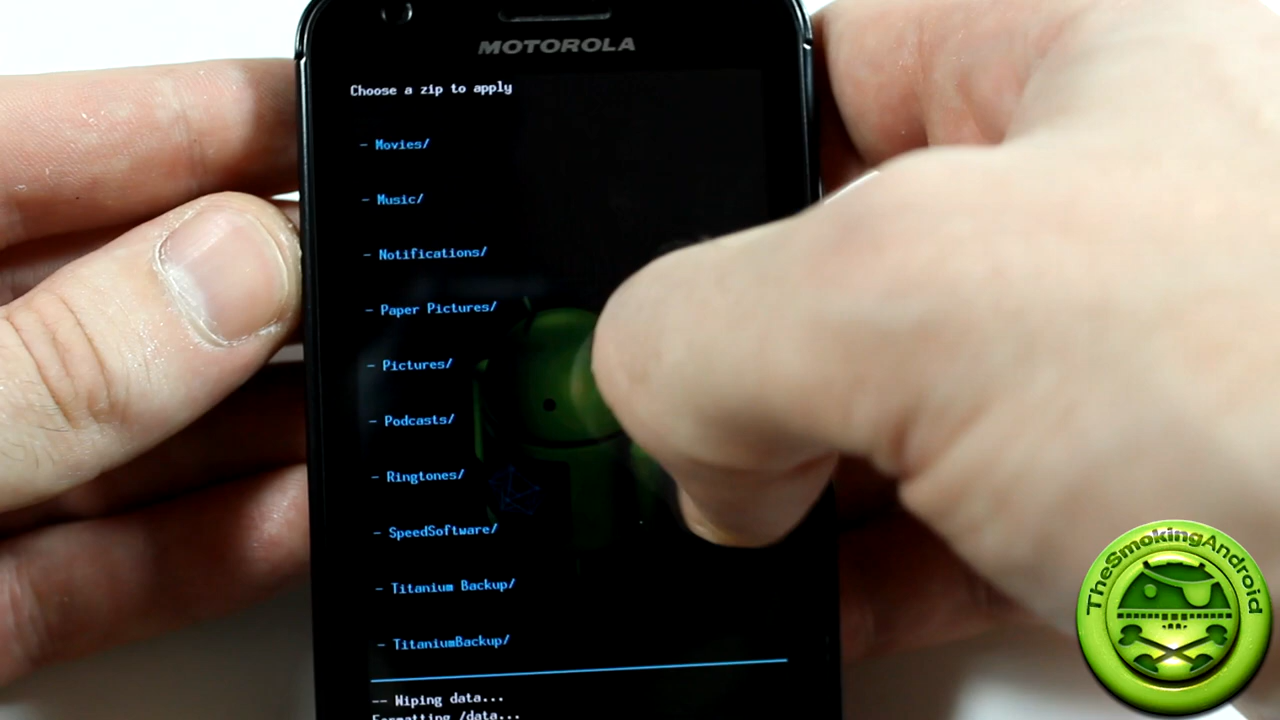 MOTOROLA
Choose a zip to apply
- Movies/
- Music/
- Notifications/
- Paper Pictures/
- Pictures/
- Podcasts/
- Ringtones/
- SpeedSoftware/
- Titanium Backup/
- TitaniumBackup/
-- Wiping data...
Formatting /data...
TheSmokingAndroid